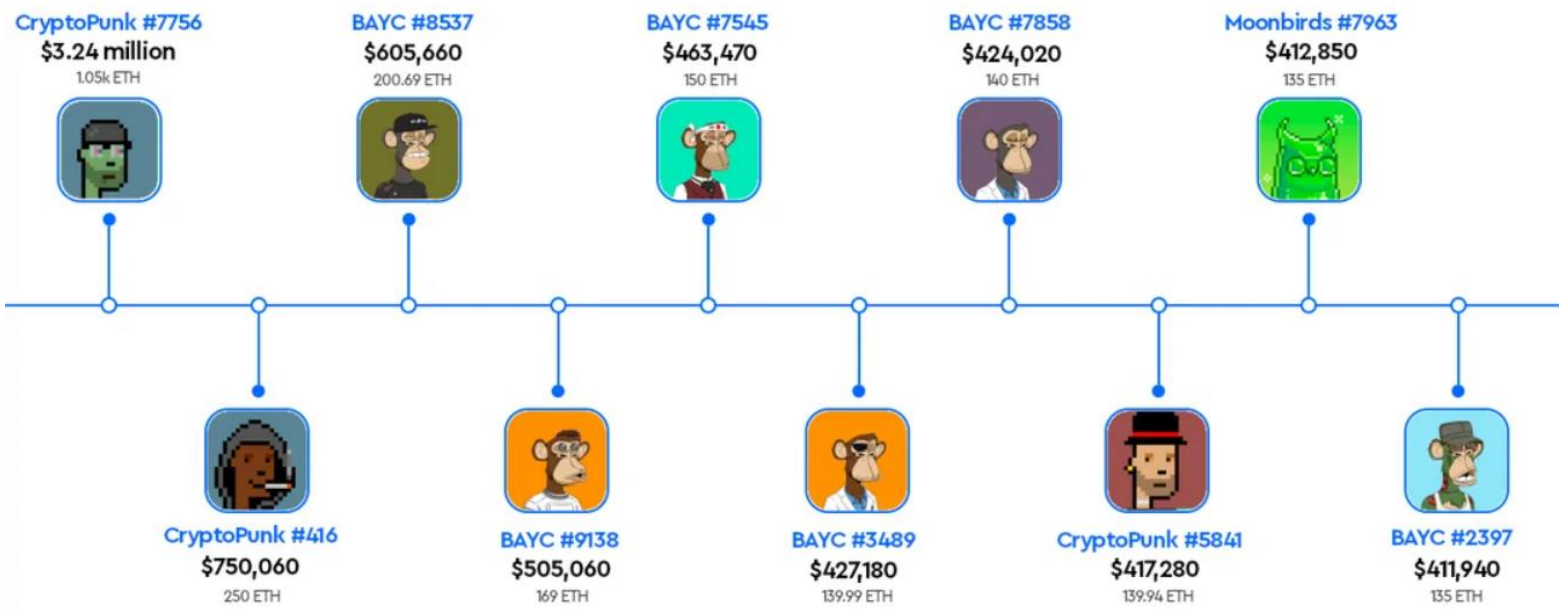 CryptoPunk #7756
$3.24 million
1.05k ETH
BAYC #8537
$605,660
200.69 ETH
BAYC #7545
$463,470
150 ETH
BAYC #7858
$424,020
140 ETH
Moonbirds #7963
$412,850
135 ETH
CryptoPunk #416
$750,060
250 ETH
BAYC #9138
$505,060
169 ETH
BAYC #3489
$427,180
139.99 ETH
CryptoPunk #5841
$417,280
139.94 ETH
BAYC #2397
$411,940
135 ETH